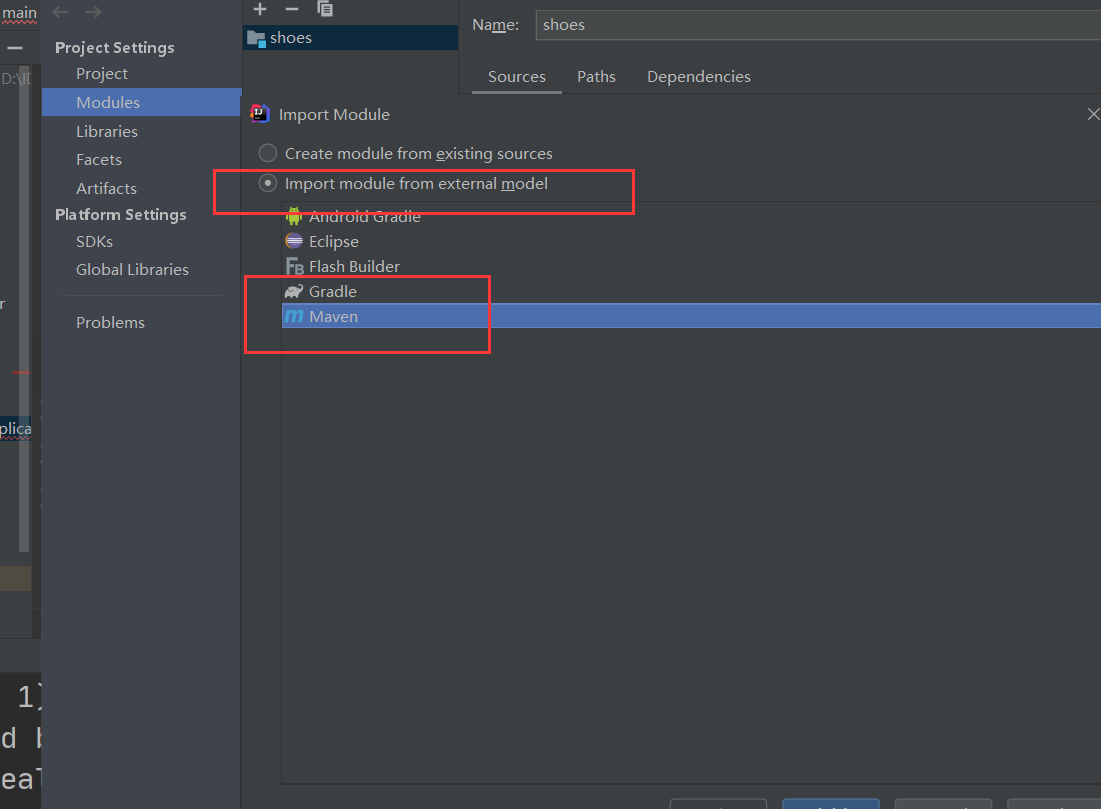 main
Project Settings
Project
Modules
Libraries
Facets
Artifacts
Platform Settings
SDKs
Global Libraries
Problems
shoes
Name: shoes
Sources Paths Dependencies
Import Module
Create module from existing sources
Import module from external model
Android Gradle
Eclipse
Flash Builder
Gradle
Maven
D:\ID
r
plica
1)
d b